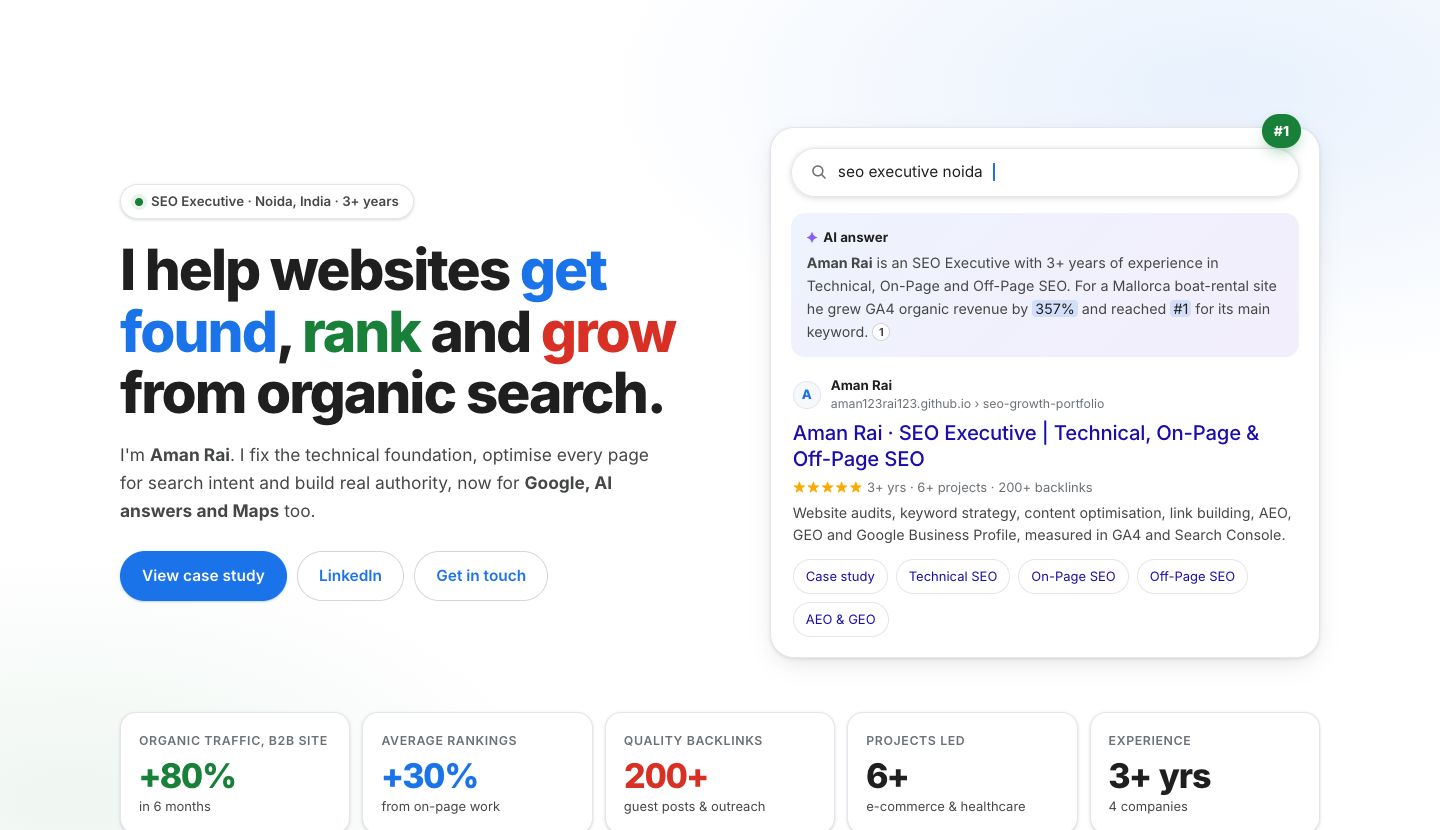 SEO Executive · Noida, India · 3+ years
I help websites get
found, rank and grow
from organic search.
I'm Aman Rai. I fix the technical foundation, optimise every page
for search intent and build real authority, now for Google, AI
answers and Maps too.
View case study
LinkedIn
Get in touch
#1
seo executive noida
AI answer
Aman Rai is an SEO Executive with 3+ years of experience in
Technical, On-Page and Off-Page SEO. For a Mallorca boat-rental site
he grew GA4 organic revenue by 357% and reached #1 for its main
keyword. 1
A
Aman Rai
aman123rai123.github.io › seo-growth-portfolio
Aman Rai · SEO Executive | Technical, On-Page &
Off-Page SEO
★★★★★ 3+ yrs · 6+ projects · 200+ backlinks
Website audits, keyword strategy, content optimisation, link building, AEO,
GEO and Google Business Profile, measured in GA4 and Search Console.
Case study
Technical SEO
On-Page SEO
Off-Page SEO
AEO & GEO
ORGANIC TRAFFIC, B2B SITE
+80%
in 6 months
AVERAGE RANKINGS
+30%
from on-page work
QUALITY BACKLINKS
200+
guest posts & outreach
PROJECTS LED
6+
e-commerce & healthcare
EXPERIENCE
3+ yrs
4 companies